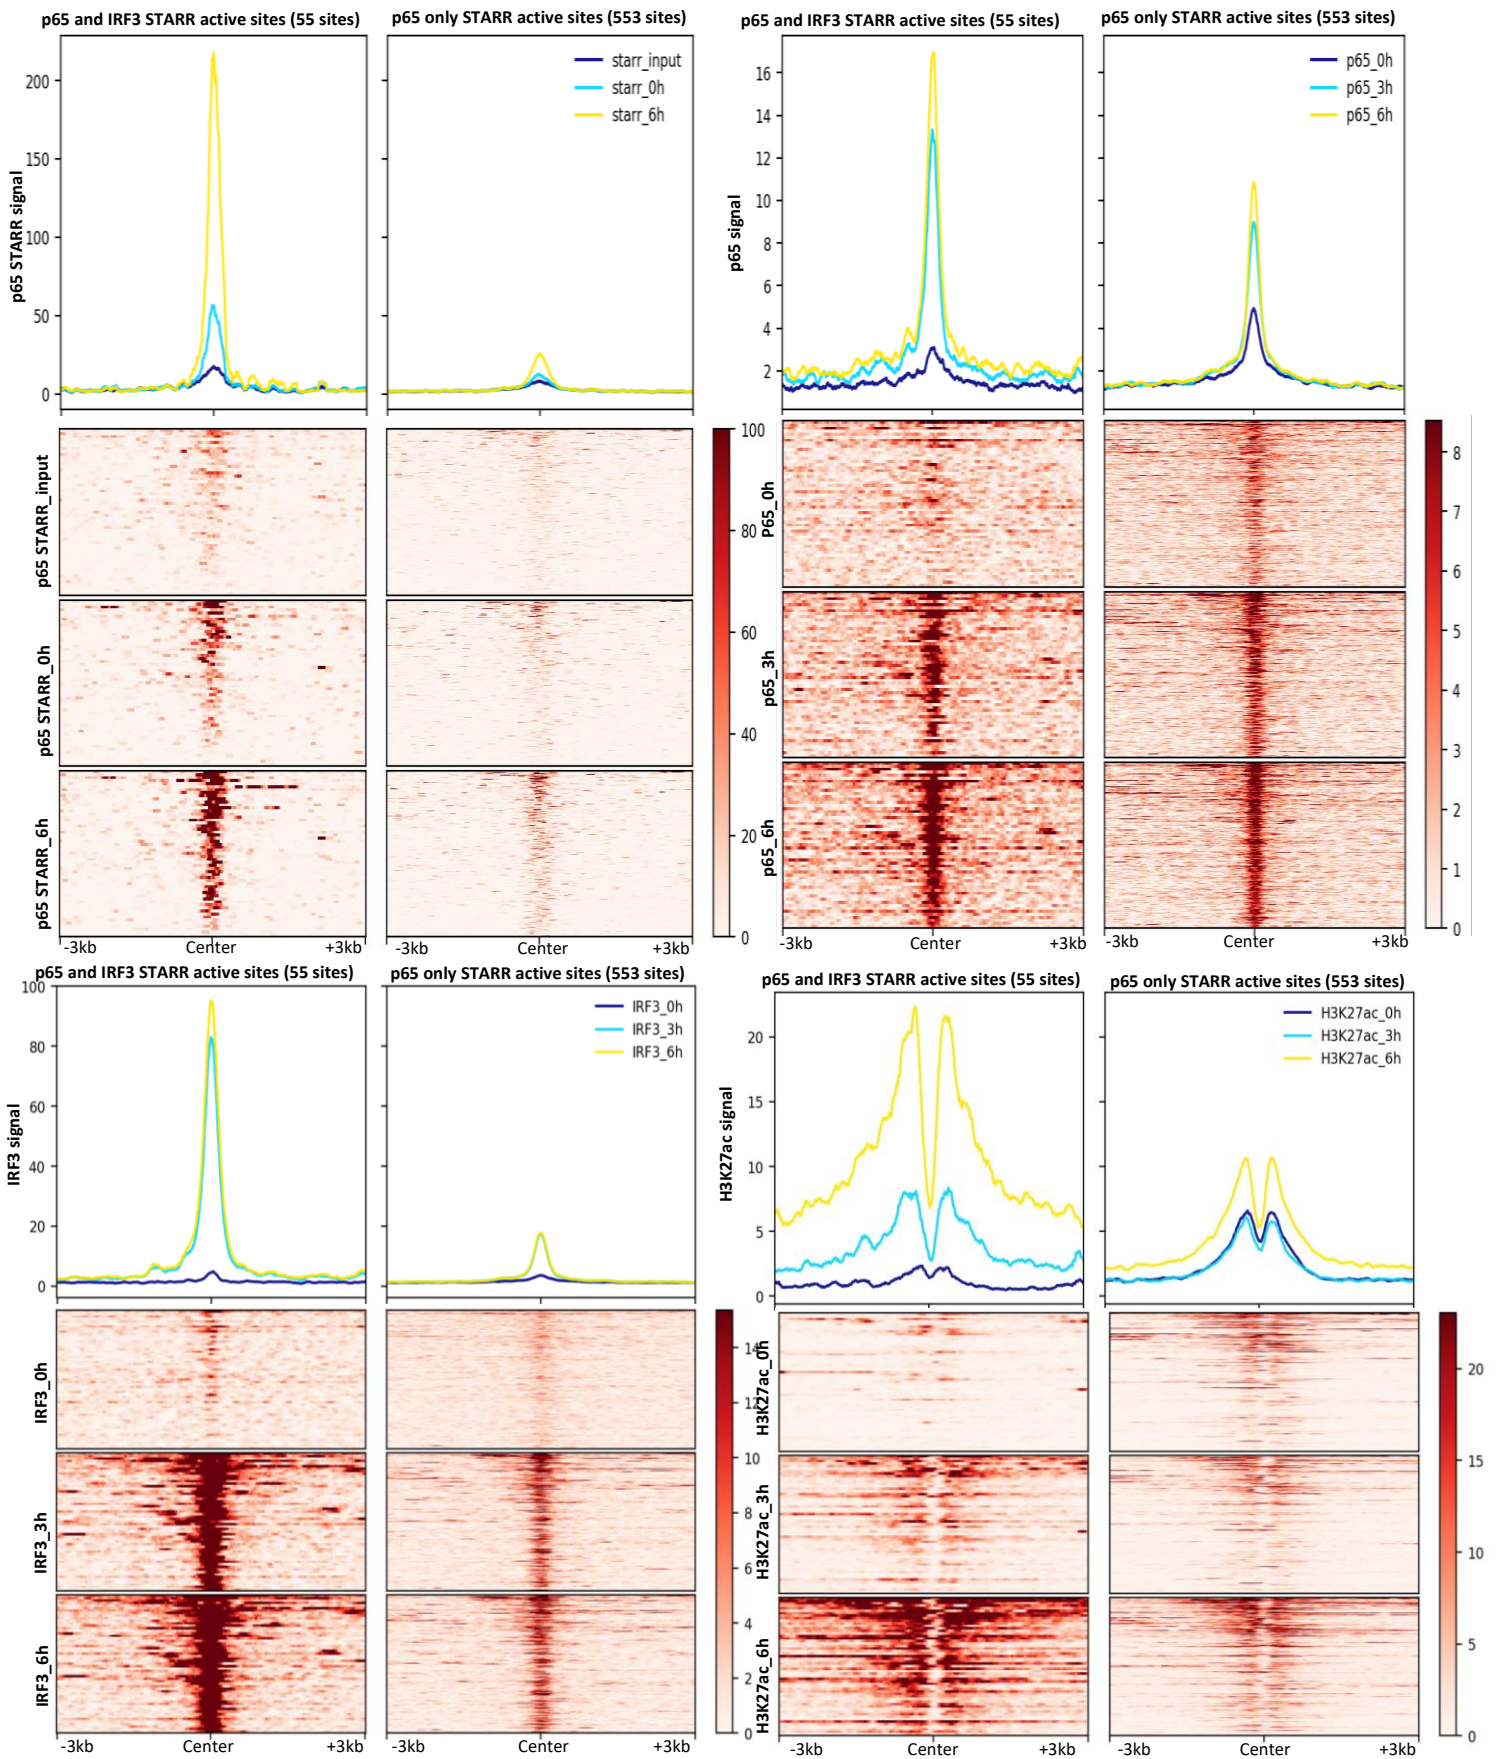 p65 and IRF3 STARR active sites (55 sites)
p65 only STARR active sites (553 sites)
p65 STARR signal
200
150
100
50
0
starr_input
starr_0h
starr_6h
p65 STARR_input
p65 STARR_0h
p65 STARR_6h
100
80
60
40
20
0
-3kb Center +3kb
-3kb Center +3kb
p65 and IRF3 STARR active sites (55 sites)
p65 only STARR active sites (553 sites)
p65 signal
16
14
12
10
8
6
4
2
p65_0h
p65_3h
p65_6h
P65_0h
p65_3h
p65_6h
8
7
6
5
4
3
2
1
0
-3kb Center +3kb
-3kb Center +3kb
p65 and IRF3 STARR active sites (55 sites)
p65 only STARR active sites (553 sites)
IRF3 signal
100
80
60
40
20
0
IRF3_0h
IRF3_3h
IRF3_6h
IRF3_0h
IRF3_3h
IRF3_6h
14
12
10
8
6
4
2
0
-3kb Center +3kb
-3kb Center +3kb
p65 and IRF3 STARR active sites (55 sites)
p65 only STARR active sites (553 sites)
H3K27ac signal
20
15
10
5
0
H3K27ac_0h
H3K27ac_3h
H3K27ac_6h
H3K27ac_0h
H3K27ac_3h
H3K27ac_6h
20
15
10
5
0
-3kb Center +3kb
-3kb Center +3kb